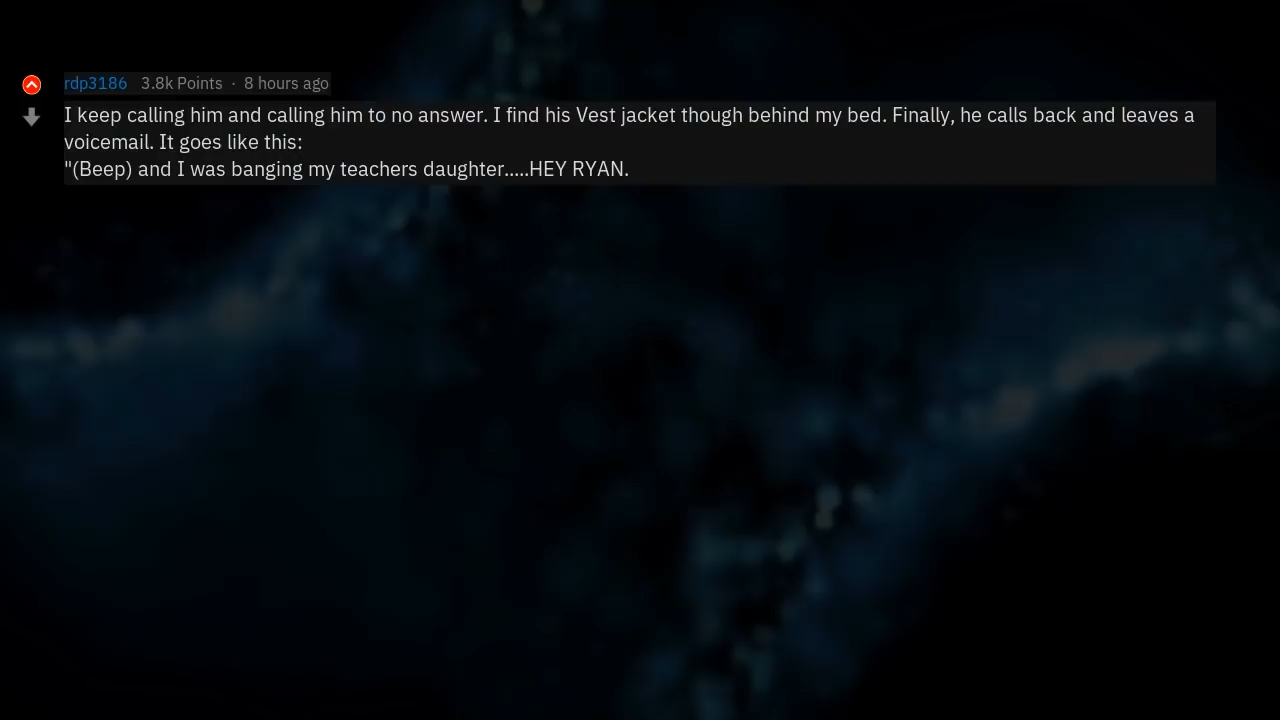 rdp3186 3.8k Points · 8 hours ago
I keep calling him and calling him to no answer. I find his Vest jacket though behind my bed. Finally, he calls back and leaves a
voicemail. It goes like this:
"(Beep) and I was banging my teachers daughter.....HEY RYAN.